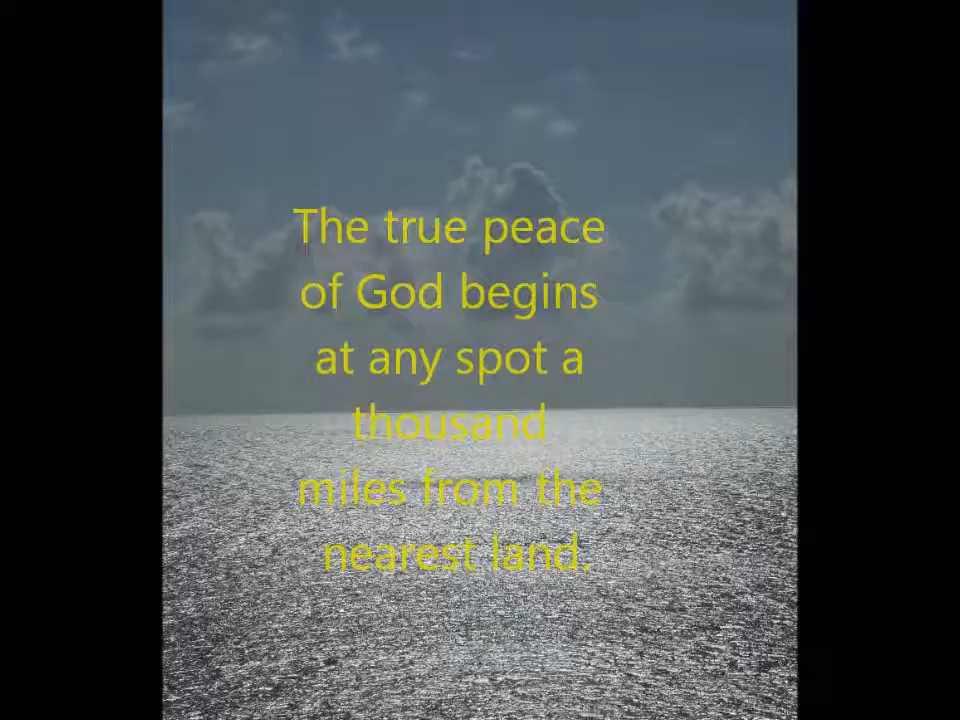 The true peace
of God begins
at any spot a
thousand
miles from the
nearest land.